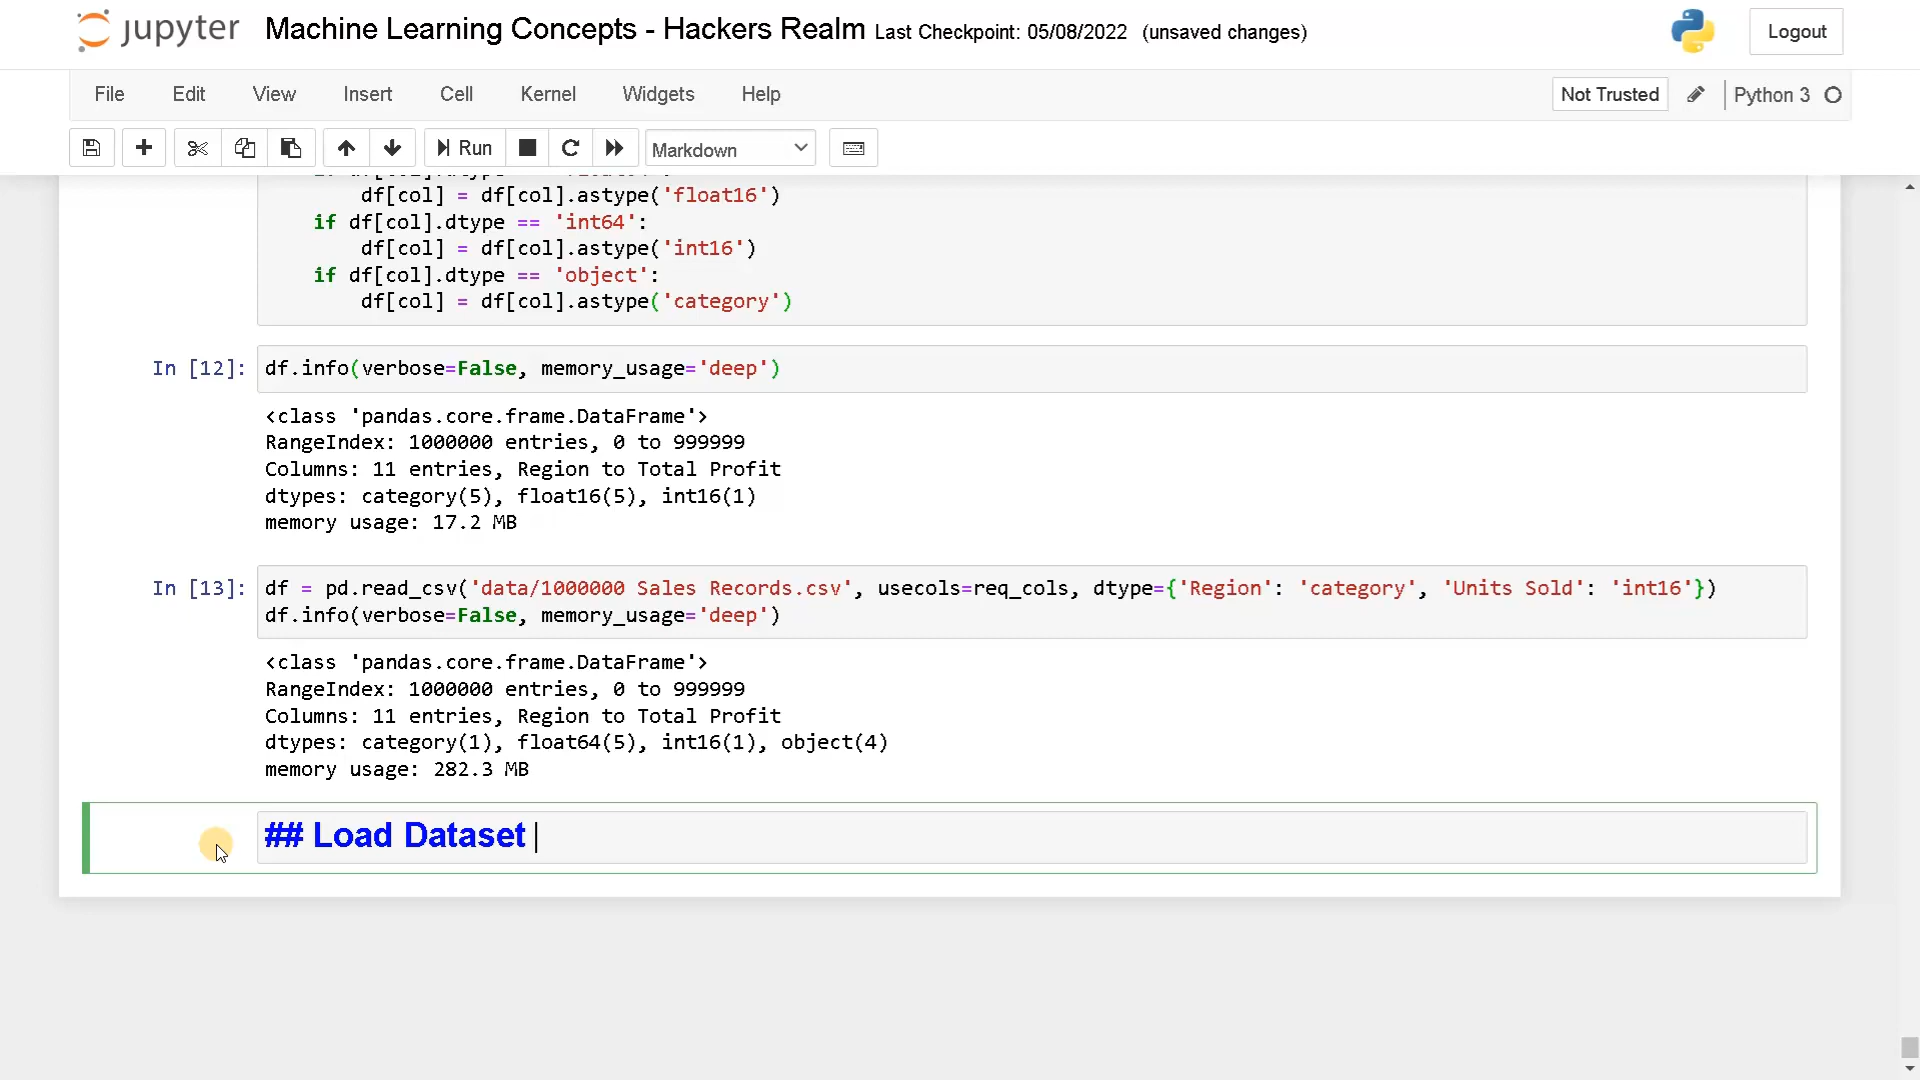 jupyter Machine Learning Concepts - Hackers Realm Last Checkpoint: 05/08/2022 (unsaved changes) Logout
File Edit View Insert Cell Kernel Widgets Help Not Trusted Python 3
Run Markdown
df[col] = df[col].astype('float16')
if df[col].dtype == 'int64':
df[col] = df[col].astype('int16')
if df[col].dtype == 'object':
df[col] = df[col].astype('category')
In [12]: df.info(verbose=False, memory_usage='deep')
<class 'pandas.core.frame.DataFrame'>
RangeIndex: 1000000 entries, 0 to 999999
Columns: 11 entries, Region to Total Profit
dtypes: category(5), float16(5), int16(1)
memory usage: 17.2 MB
In [13]: df = pd.read_csv('data/1000000 Sales Records.csv', usecols=req_cols, dtype={'Region': 'category', 'Units Sold': 'int16'})
df.info(verbose=False, memory_usage='deep')
<class 'pandas.core.frame.DataFrame'>
RangeIndex: 1000000 entries, 0 to 999999
Columns: 11 entries, Region to Total Profit
dtypes: category(1), float64(5), int16(1), object(4)
memory usage: 282.3 MB
## Load Dataset